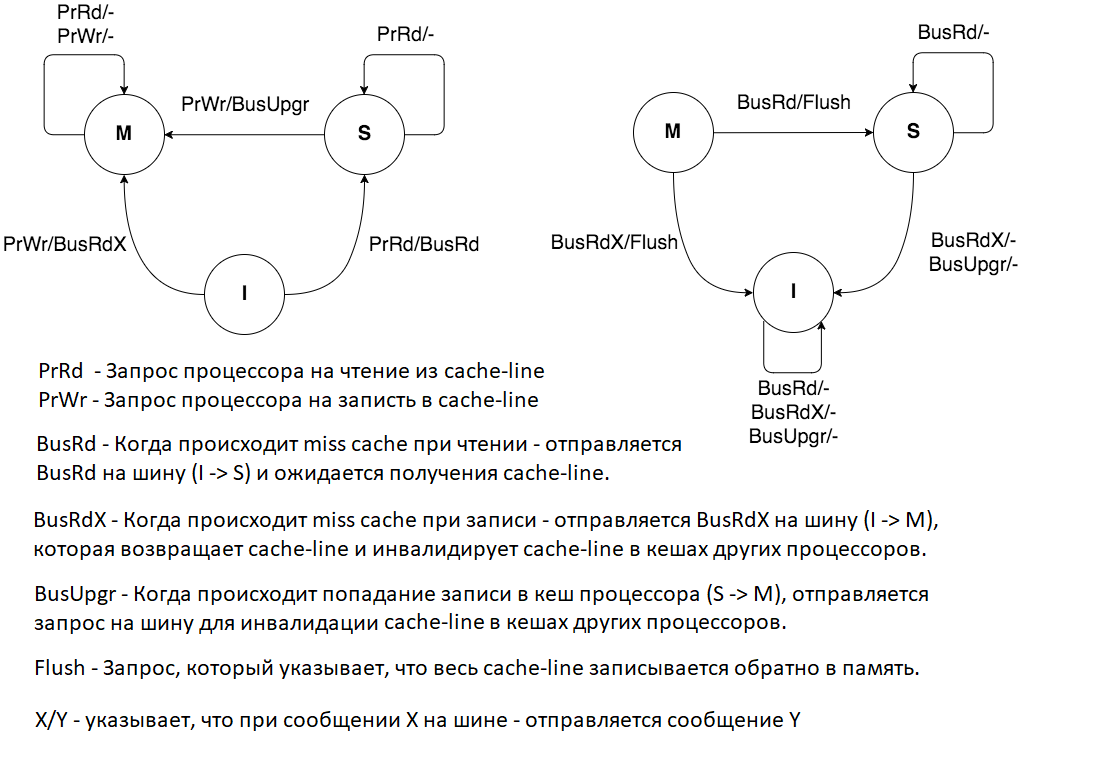 PrRd/-
PrWr/-
PrRd/-
PrWr/BusUpgr
M
S
PrWr/BusRdX
PrRd/BusRd
I
BusRd/-
BusRd/Flush
M
S
BusRdX/Flush
BusRdX/-
BusUpgr/-
I
BusRd/-
BusRdX/-
BusUpgr/-
PrRd - Запрос процессора на чтение из cache-line
PrWr - Запрос процессора на записть в cache-line
BusRd - Когда происходит miss cache при чтении - отправляется
BusRd на шину (I -> S) и ожидается получения cache-line.
BusRdX - Когда происходит miss cache при записи - отправляется BusRdX на шину (I -> M),
которая возвращает cache-line и инвалидирует cache-line в кешах других процессоров.
BusUpgr - Когда происходит попадание записи в кеш процессора (S -> M), отправляется
запрос на шину для инвалидации cache-line в кешах других процессоров.
Flush - Запрос, который указывает, что весь cache-line записывается обратно в память.
X/Y - указывает, что при сообщении X на шине - отправляется сообщение Y